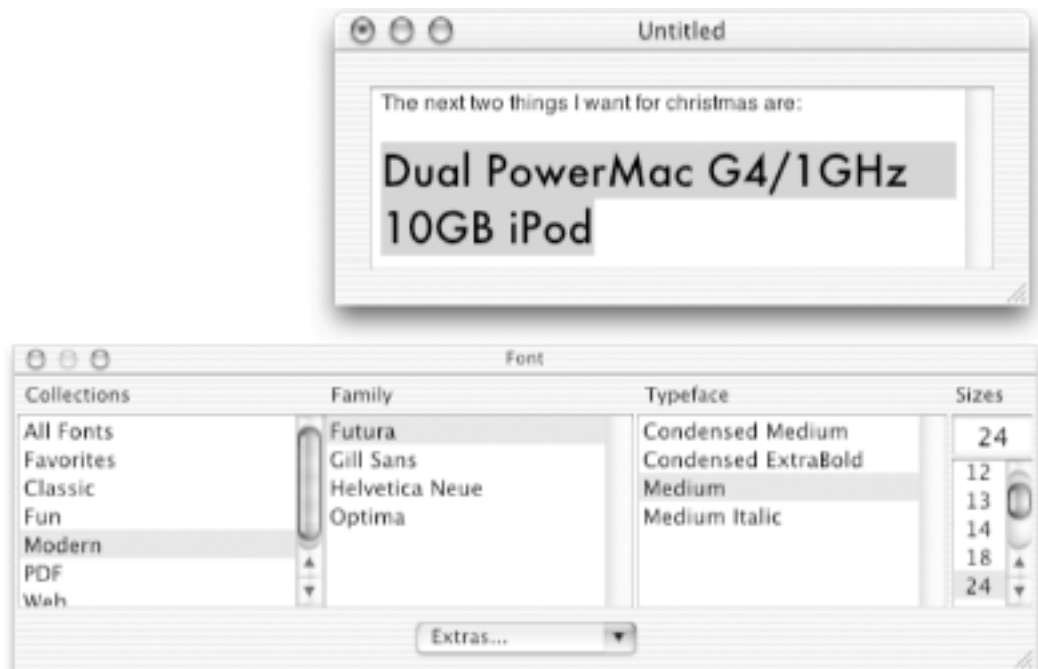 Untitled
The next two things I want for christmas are:
Dual PowerMac G4/1GHz
10GB iPod
Font
Collections
Family
Typeface
Sizes
All Fonts
Favorites
Classic
Fun
Modern
PDF
Web
Futura
Gill Sans
Helvetica Neue
Optima
Condensed Medium
Condensed ExtraBold
Medium
Medium Italic
24
12
13
14
18
24
Extras...